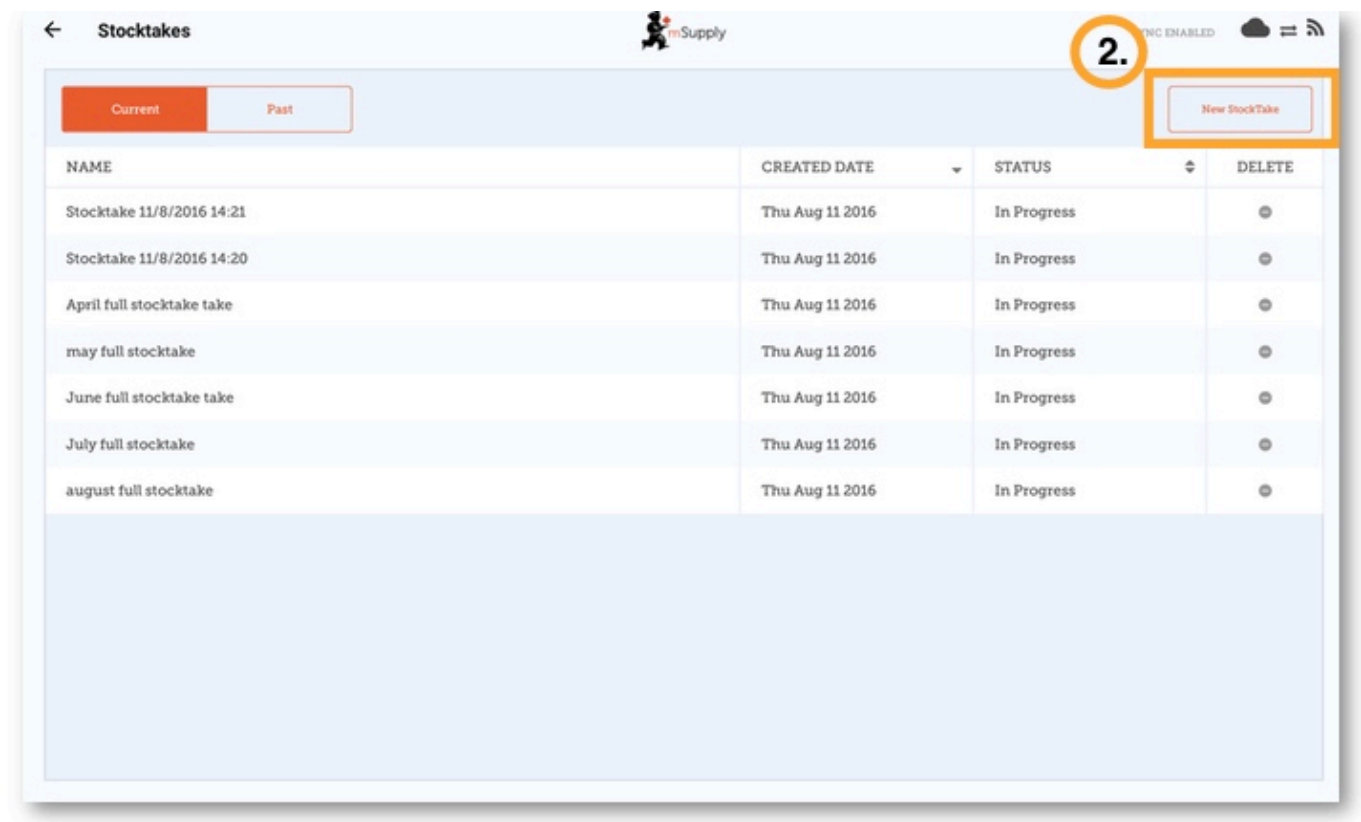 Stocktakes
mSupply
NC ENABLED
2.
Current Past
New StockTake
NAME CREATED DATE STATUS DELETE
Stocktake 11/8/2016 14:21 Thu Aug 11 2016 In Progress
Stocktake 11/8/2016 14:20 Thu Aug 11 2016 In Progress
April full stocktake take Thu Aug 11 2016 In Progress
may full stocktake Thu Aug 11 2016 In Progress
June full stocktake take Thu Aug 11 2016 In Progress
July full stocktake Thu Aug 11 2016 In Progress
august full stocktake Thu Aug 11 2016 In Progress